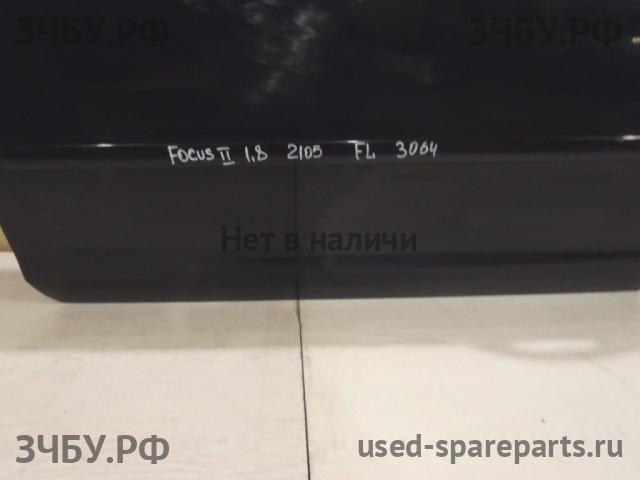 ЗЧБУ.РФ ЗЧБУ.РФ
FOCUS II 1,8 2105 FL 3064
Нет в наличи
ЗЧБУ.РФ used-spareparts.ru